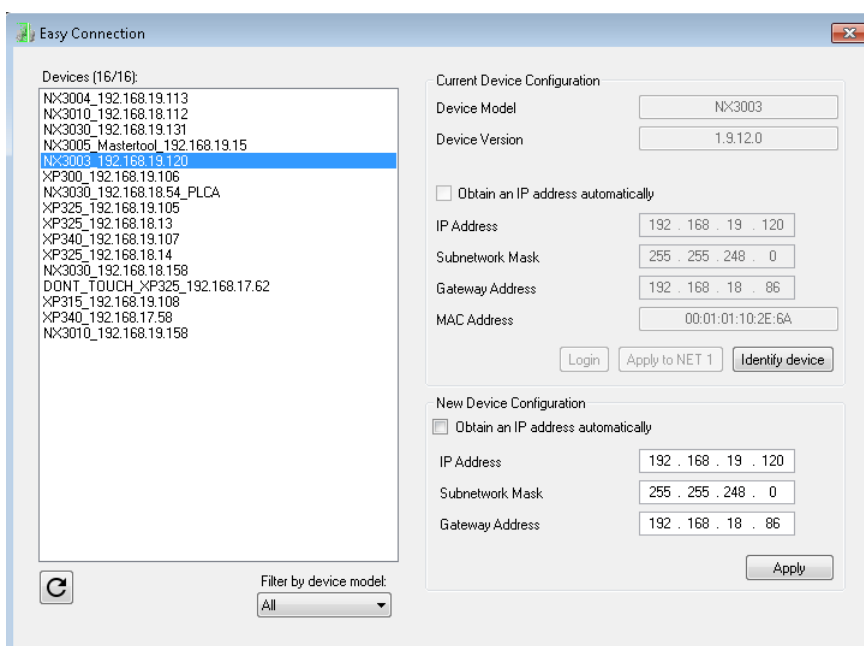 Easy Connection
Devices (16/16):
NX3004_192.168.19.113
NX3010_192.168.18.112
NX3030_192.168.19.131
NX3005_Mastertool_192.168.19.15
NX3003_192.168.19.120
XP300_192.168.19.106
NX3030_192.168.18.54_PLCA
XP325_192.168.19.105
XP325_192.168.18.13
XP340_192.168.19.107
XP325_192.168.18.14
NX3030_192.168.18.158
DONT_TOUCH_XP325_192.168.17.62
XP315_192.168.19.108
XP340_192.168.17.58
NX3010_192.168.19.158
Filter by device model:
All
Current Device Configuration
Device Model NX3003
Device Version 1.9.12.0
Obtain an IP address automatically
IP Address 192 . 168 . 19 . 120
Subnetwork Mask 255 . 255 . 248 . 0
Gateway Address 192 . 168 . 18 . 86
MAC Address 00:01:01:10:2E:6A
Login Apply to NET 1 Identify device
New Device Configuration
Obtain an IP address automatically
IP Address 192 . 168 . 19 . 120
Subnetwork Mask 255 . 255 . 248 . 0
Gateway Address 192 . 168 . 18 . 86
Apply